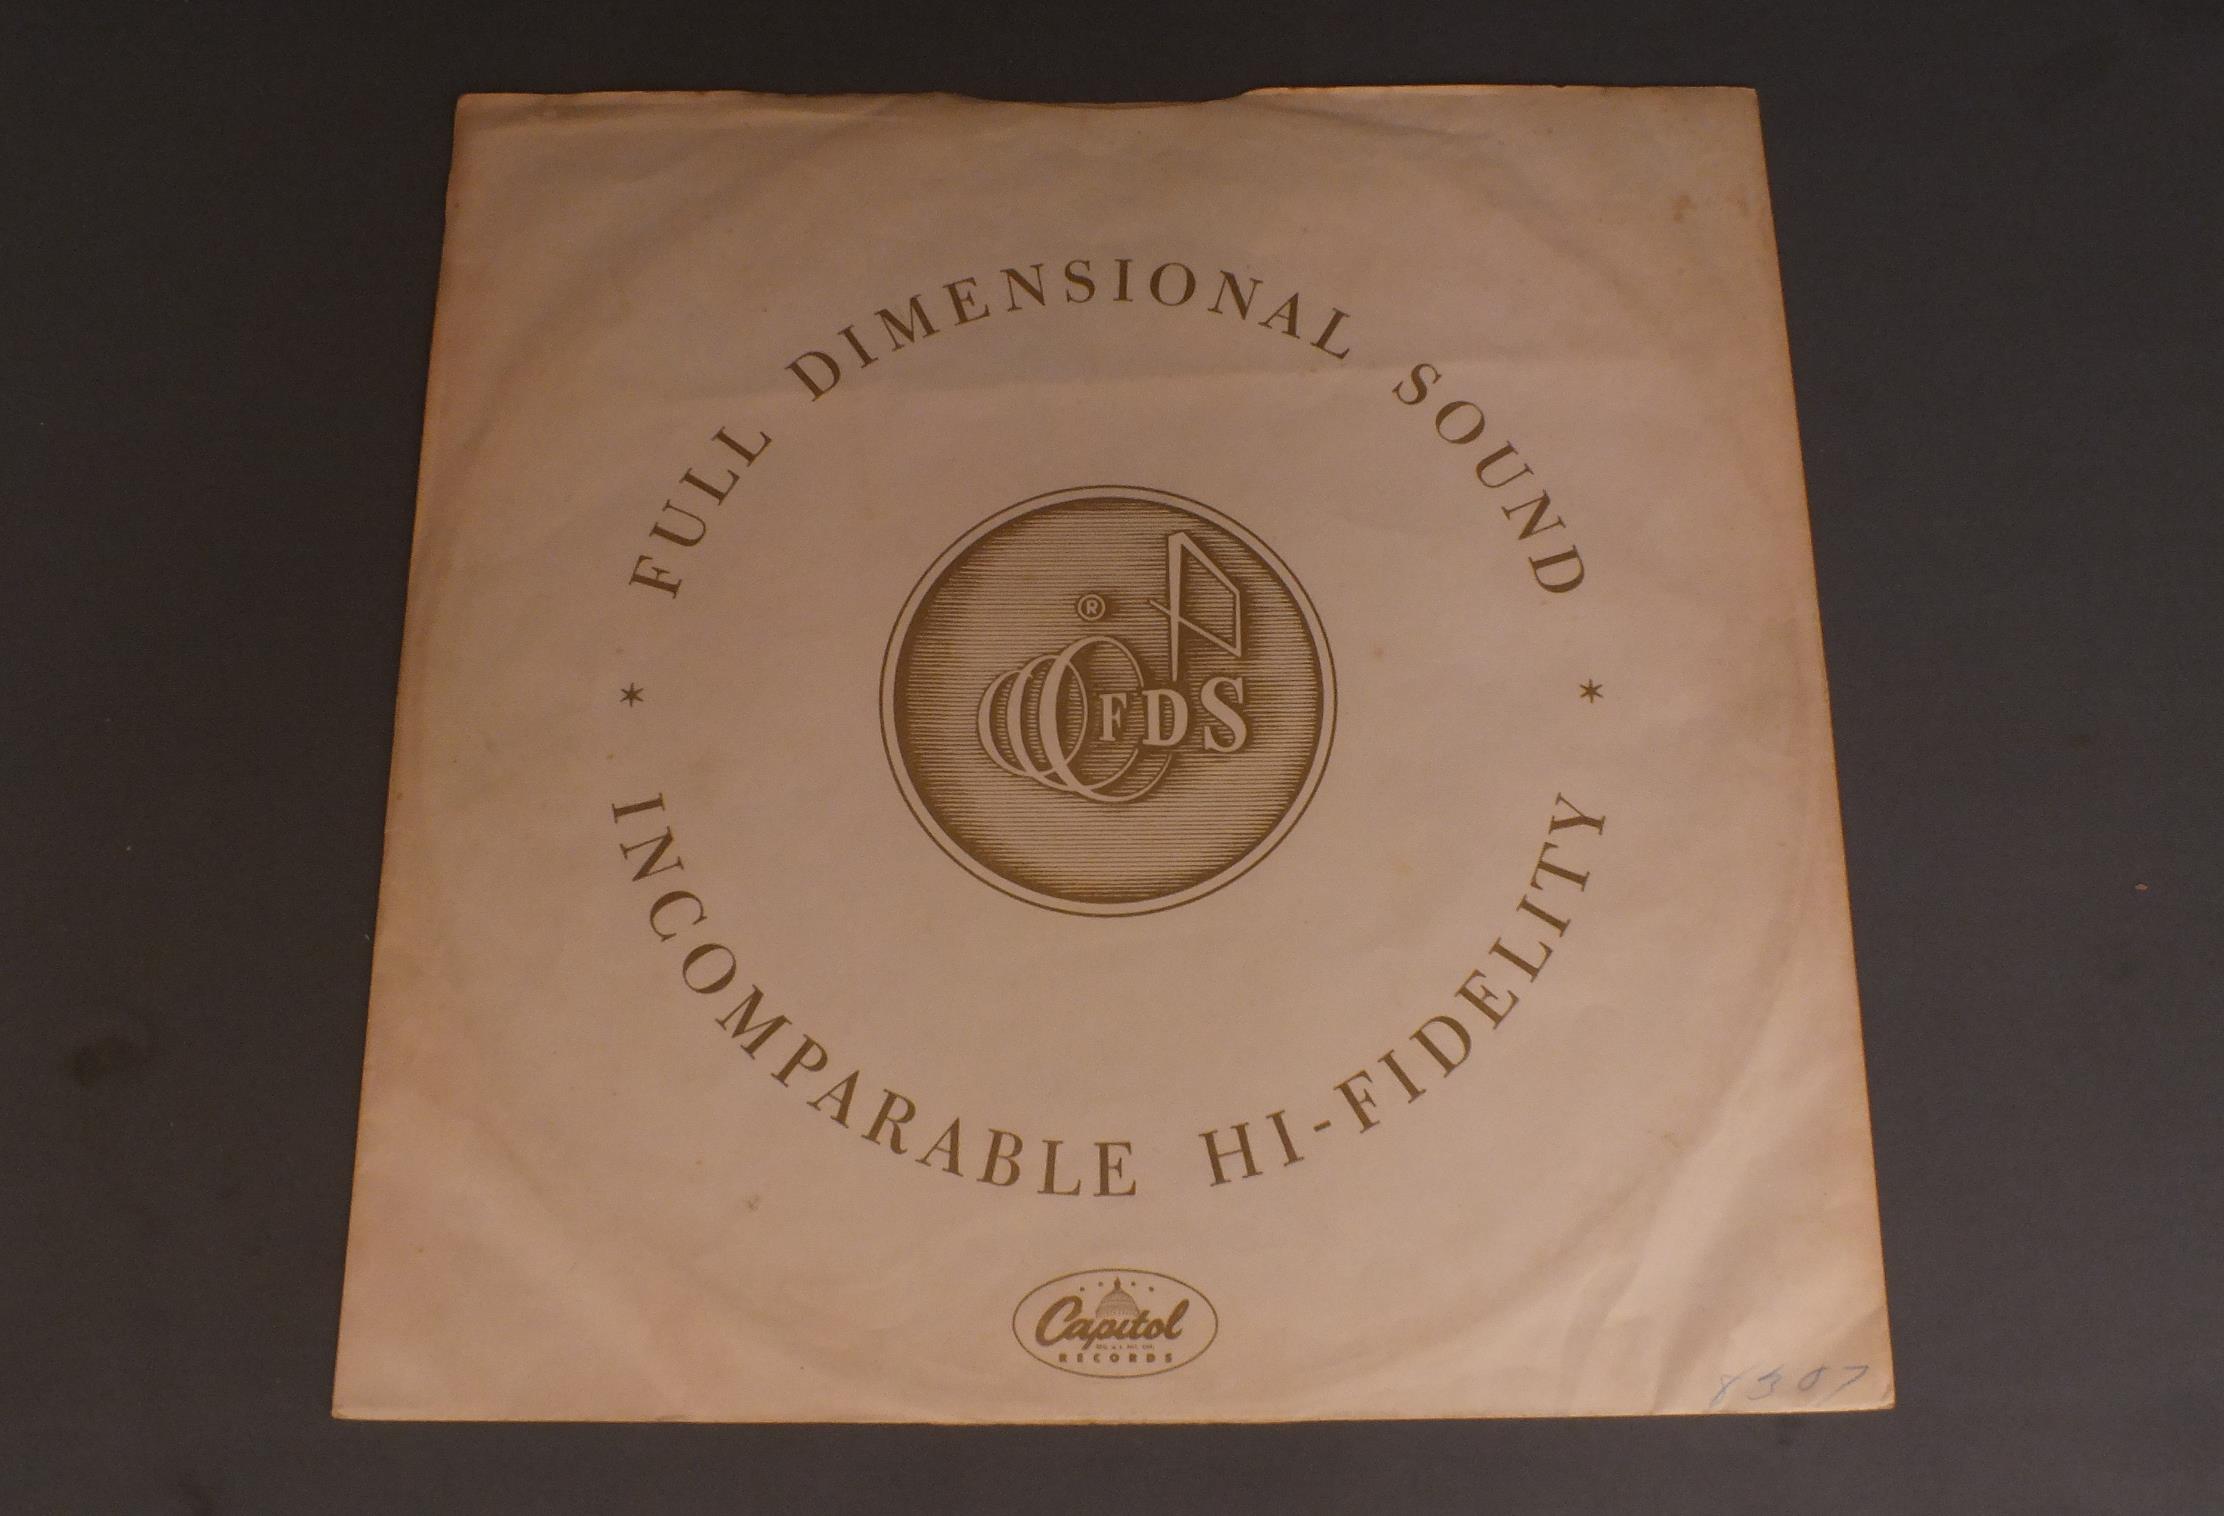 FULL DIMENSIONAL SOUND
®
FDS
* INCOMPARABLE HI-FIDELITY *
Capitol
RECORDS
8307